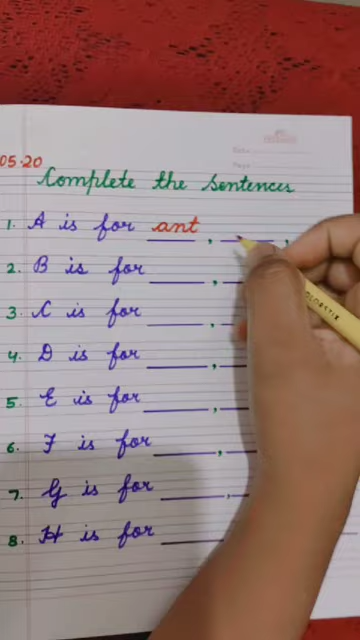 05.20
Complete the Sentences
1. A is for ant , ,
2. B is for ,
3. C is for ,
4. D is for ,
5. E is for ,
6. F is for ,
7. G is for ,
8. H is for